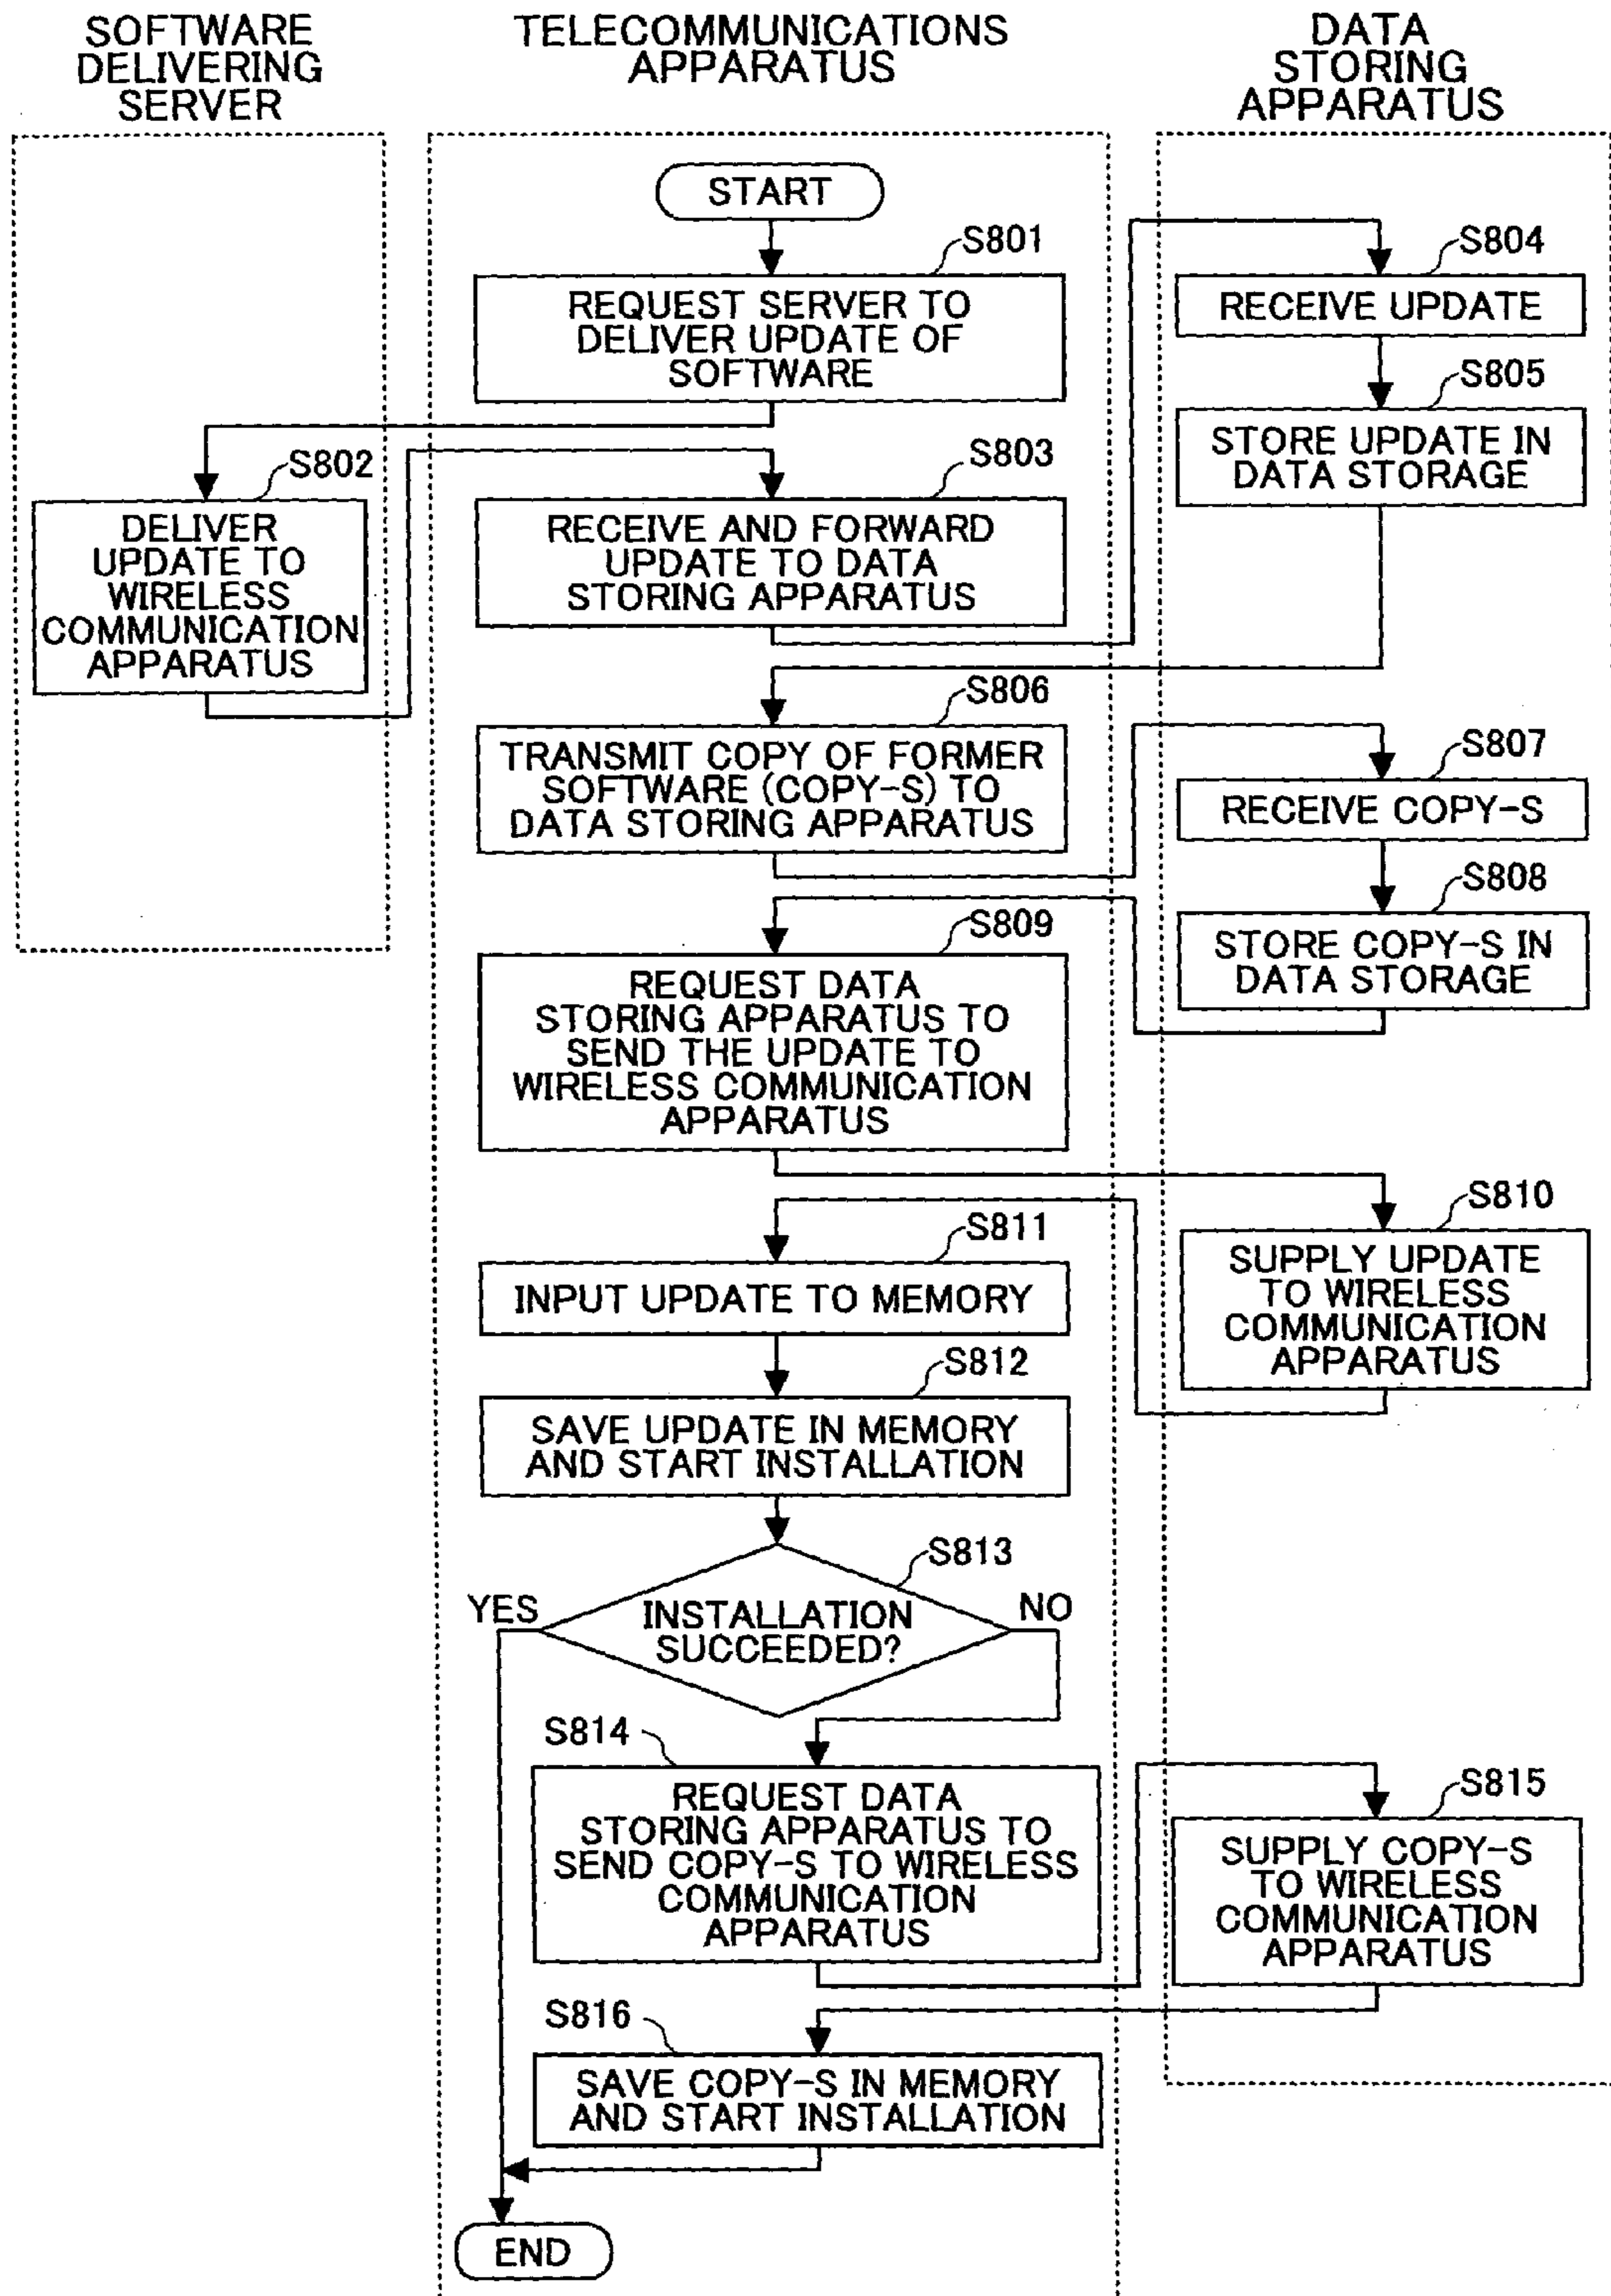 SOFTWARE
DELIVERING
SERVER
TELECOMMUNICATIONS
APPARATUS
DATA
STORING
APPARATUS
START
S801
REQUEST SERVER TO
DELIVER UPDATE OF
SOFTWARE
S802
DELIVER
UPDATE TO
WIRELESS
COMMUNICATION
APPARATUS
S803
RECEIVE AND FORWARD
UPDATE TO DATA
STORING APPARATUS
S804
RECEIVE UPDATE
S805
STORE UPDATE IN
DATA STORAGE
S806
TRANSMIT COPY OF FORMER
SOFTWARE (COPY-S) TO
DATA STORING APPARATUS
S807
RECEIVE COPY-S
S808
STORE COPY-S IN
DATA STORAGE
S809
REQUEST DATA
STORING APPARATUS TO
SEND THE UPDATE TO
WIRELESS COMMUNICATION
APPARATUS
S810
SUPPLY UPDATE
TO WIRELESS
COMMUNICATION
APPARATUS
S811
INPUT UPDATE TO MEMORY
S812
SAVE UPDATE IN MEMORY
AND START INSTALLATION
S813
YES
INSTALLATION
SUCCEEDED?
NO
S814
REQUEST DATA
STORING APPARATUS TO
SEND COPY-S TO WIRELESS
COMMUNICATION
APPARATUS
S815
SUPPLY COPY-S
TO WIRELESS
COMMUNICATION
APPARATUS
S816
SAVE COPY-S IN MEMORY
AND START INSTALLATION
END